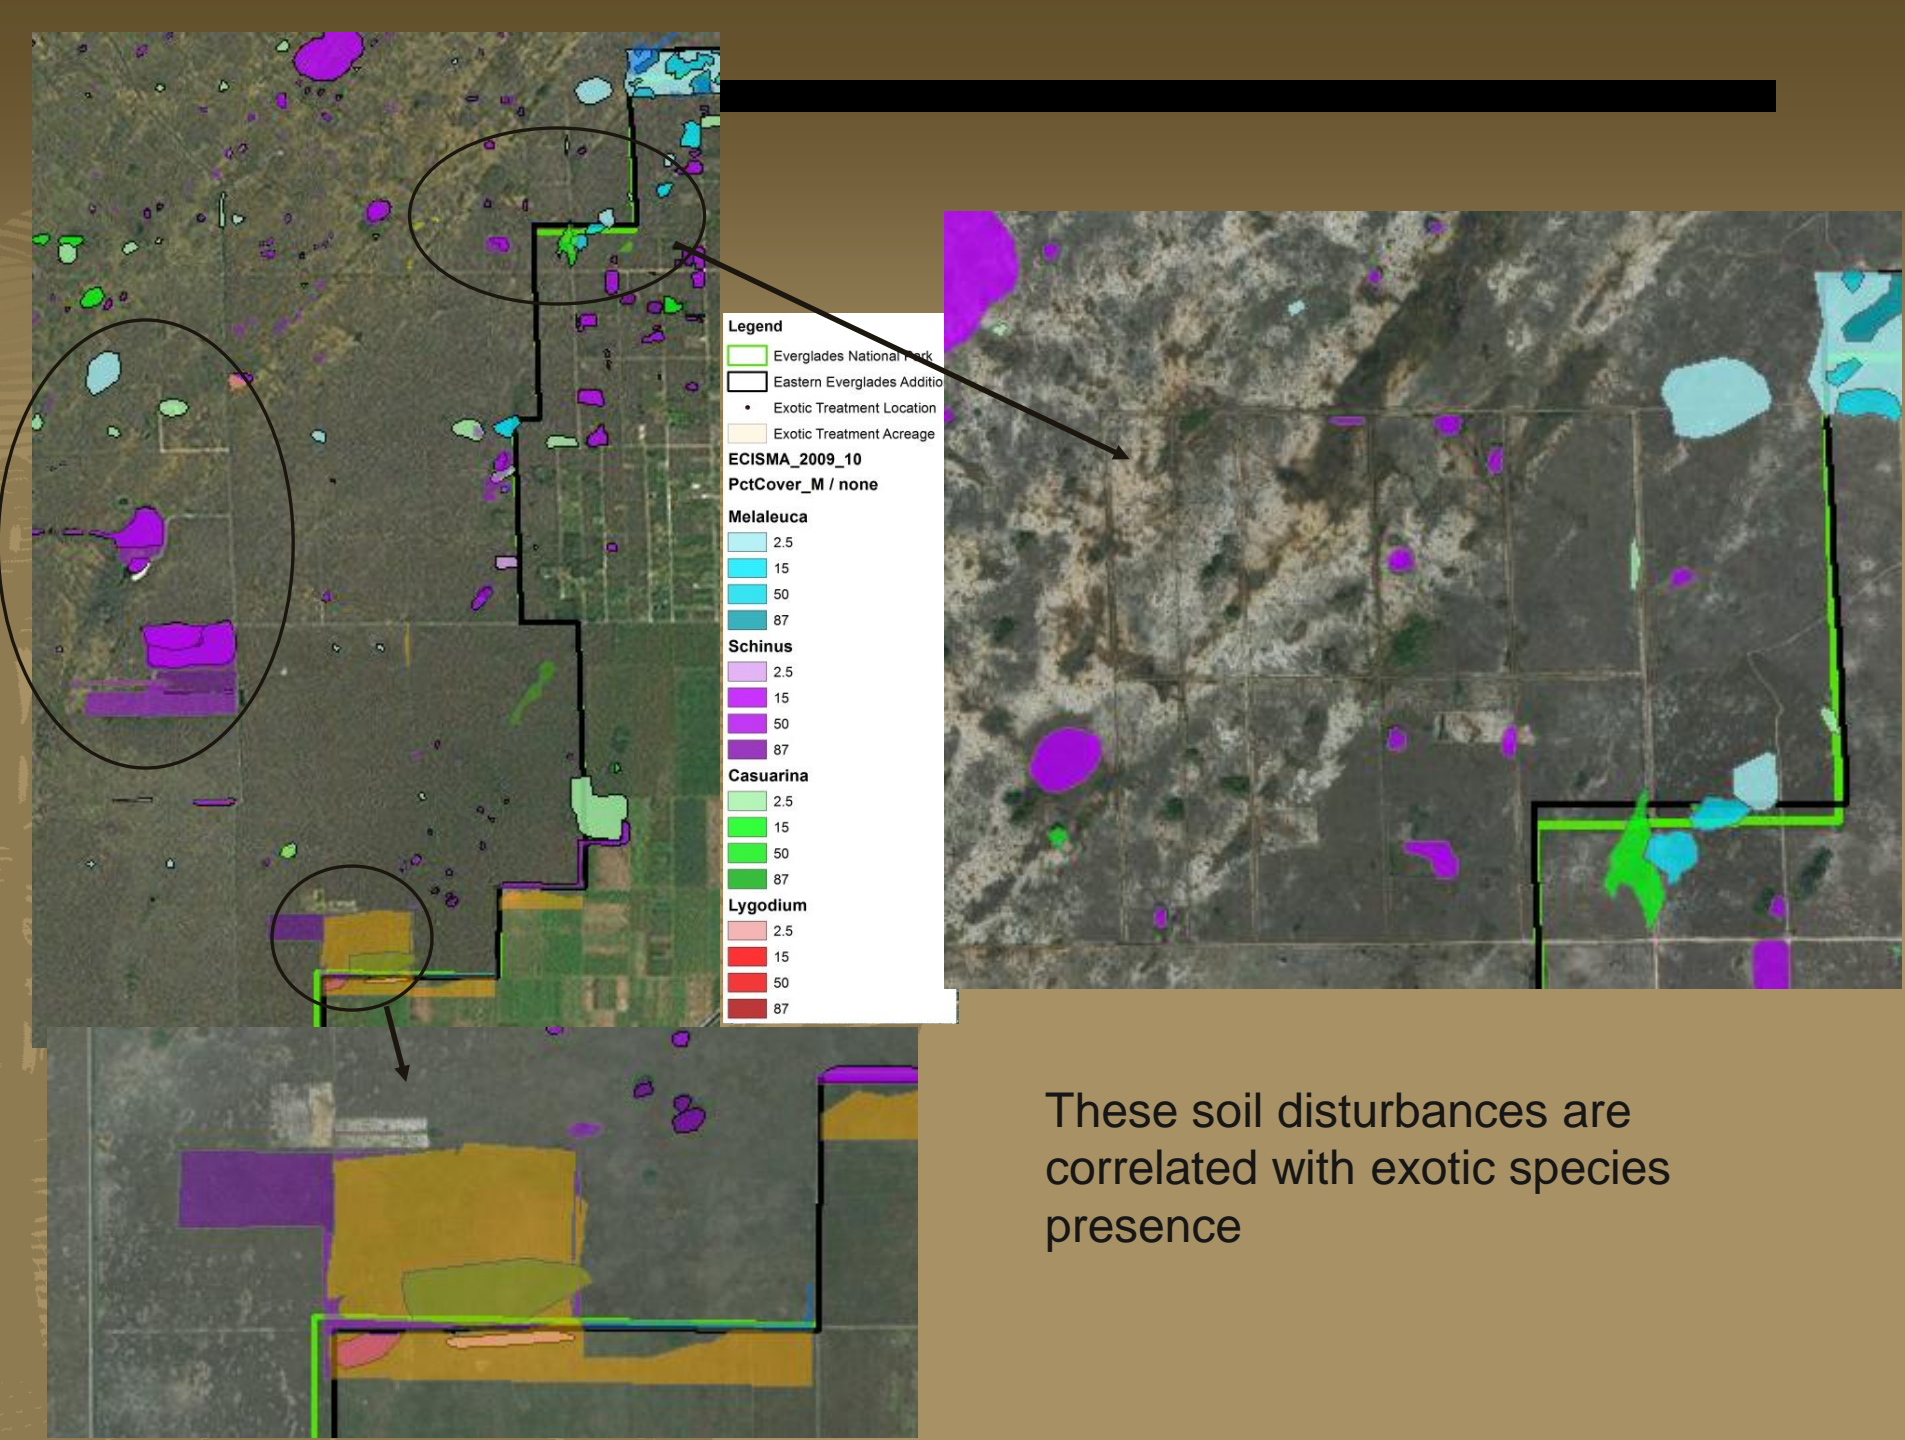 Legend
Everglades National Park
Eastern Everglades Additio
Exotic Treatment Location
Exotic Treatment Acreage
ECISMA_2009_10
PctCover_M / none
Melaleuca
2.5
15
50
87
Schinus
2.5
15
50
87
Casuarina
2.5
15
50
87
Lygodium
2.5
15
50
87
These soil disturbances are
correlated with exotic species
presence